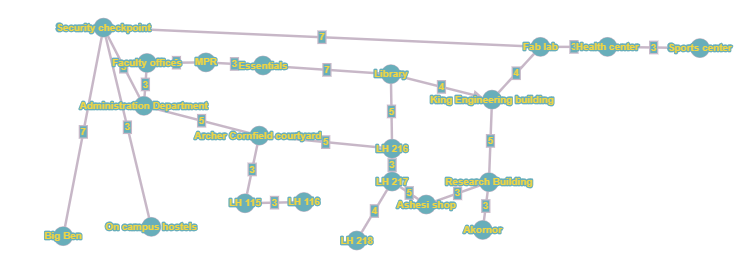 Security checkpoint
7
Fab lab
Health center
3
Sports center
Faculty offices
MPR
3
Essentials
7
Library
4
4
King Engineering building
3
Administration Department
5
3
7
Archer Cornfield courtyard
5
5
LH 216
3
3
LH 217
5
Research Building
3
5
LH 115
3
LH 116
4
Ashesi shop
3
Big Ben
On campus hostels
LH 218
Akornor